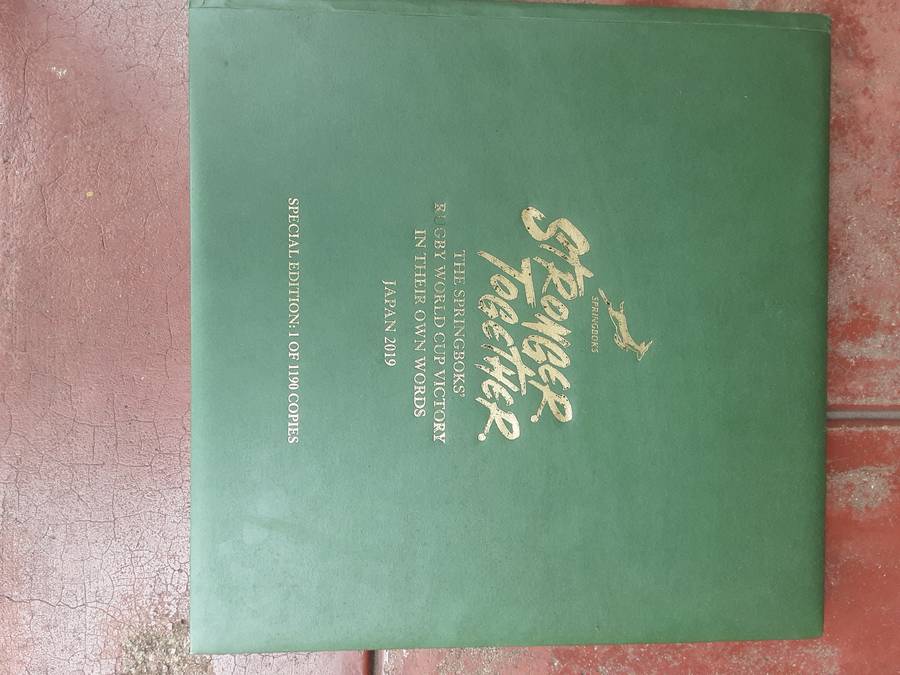 SPRINGBOKS
STRONGER
TOGETHER.
THE SPRINGBOKS'
RUGBY WORLD CUP VICTORY
IN THEIR OWN WORDS
JAPAN 2019
SPECIAL EDITION: 1 OF 1190 COPIES